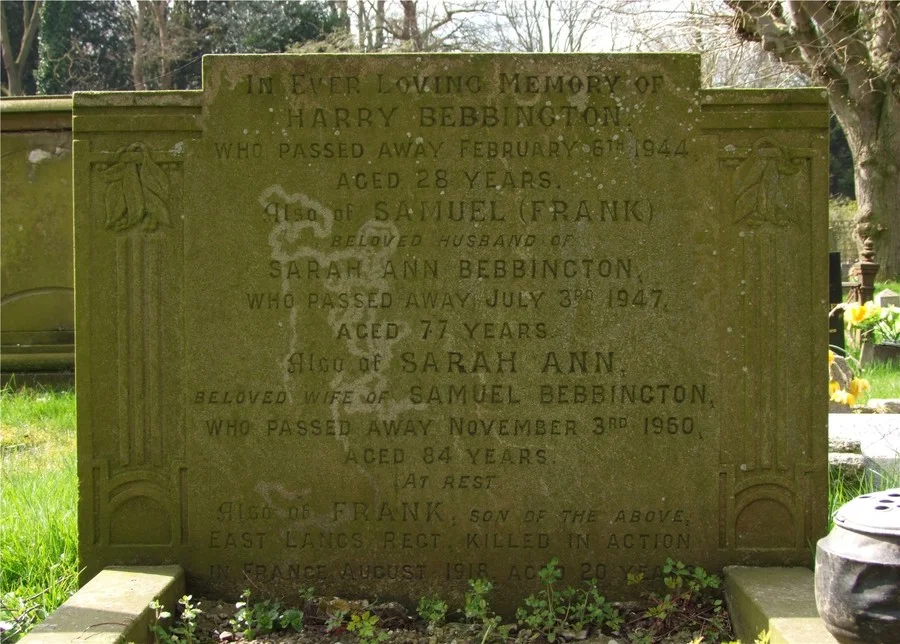 IN EVER LOVING MEMORY OF
HARRY BEBBINGTON,
WHO PASSED AWAY FEBRUARY 6TH 1944,
AGED 28 YEARS.
Also of SAMUEL (FRANK)
BELOVED HUSBAND OF
SARAH ANN BEBBINGTON,
WHO PASSED AWAY JULY 3RD 1947,
AGED 77 YEARS.
Also of SARAH ANN,
BELOVED WIFE OF SAMUEL BEBBINGTON,
WHO PASSED AWAY NOVEMBER 3RD 1960,
AGED 84 YEARS.
AT REST.
Also of FRANK, SON OF THE ABOVE,
EAST LANCS REGT, KILLED IN ACTION
IN FRANCE AUGUST 1918, AGED 20 YEARS